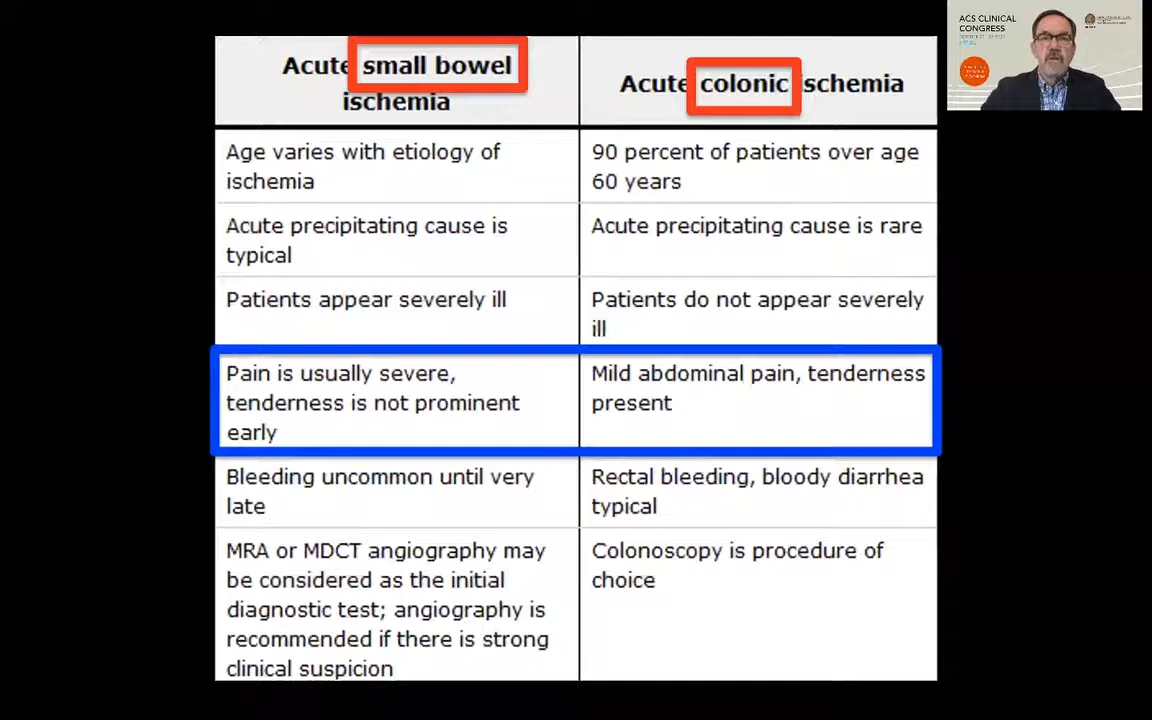 ACS CLINICAL
CONGRESS
Acute small bowel
ischemia
Acute colonic ischemia
Age varies with etiology of
ischemia
90 percent of patients over age
60 years
Acute precipitating cause is
typical
Acute precipitating cause is rare
Patients appear severely ill
Patients do not appear severely
ill
Pain is usually severe,
tenderness is not prominent
early
Mild abdominal pain, tenderness
present
Bleeding uncommon until very
late
Rectal bleeding, bloody diarrhea
typical
MRA or MDCT angiography may
be considered as the initial
diagnostic test; angiography is
recommended if there is strong
clinical suspicion
Colonoscopy is procedure of
choice